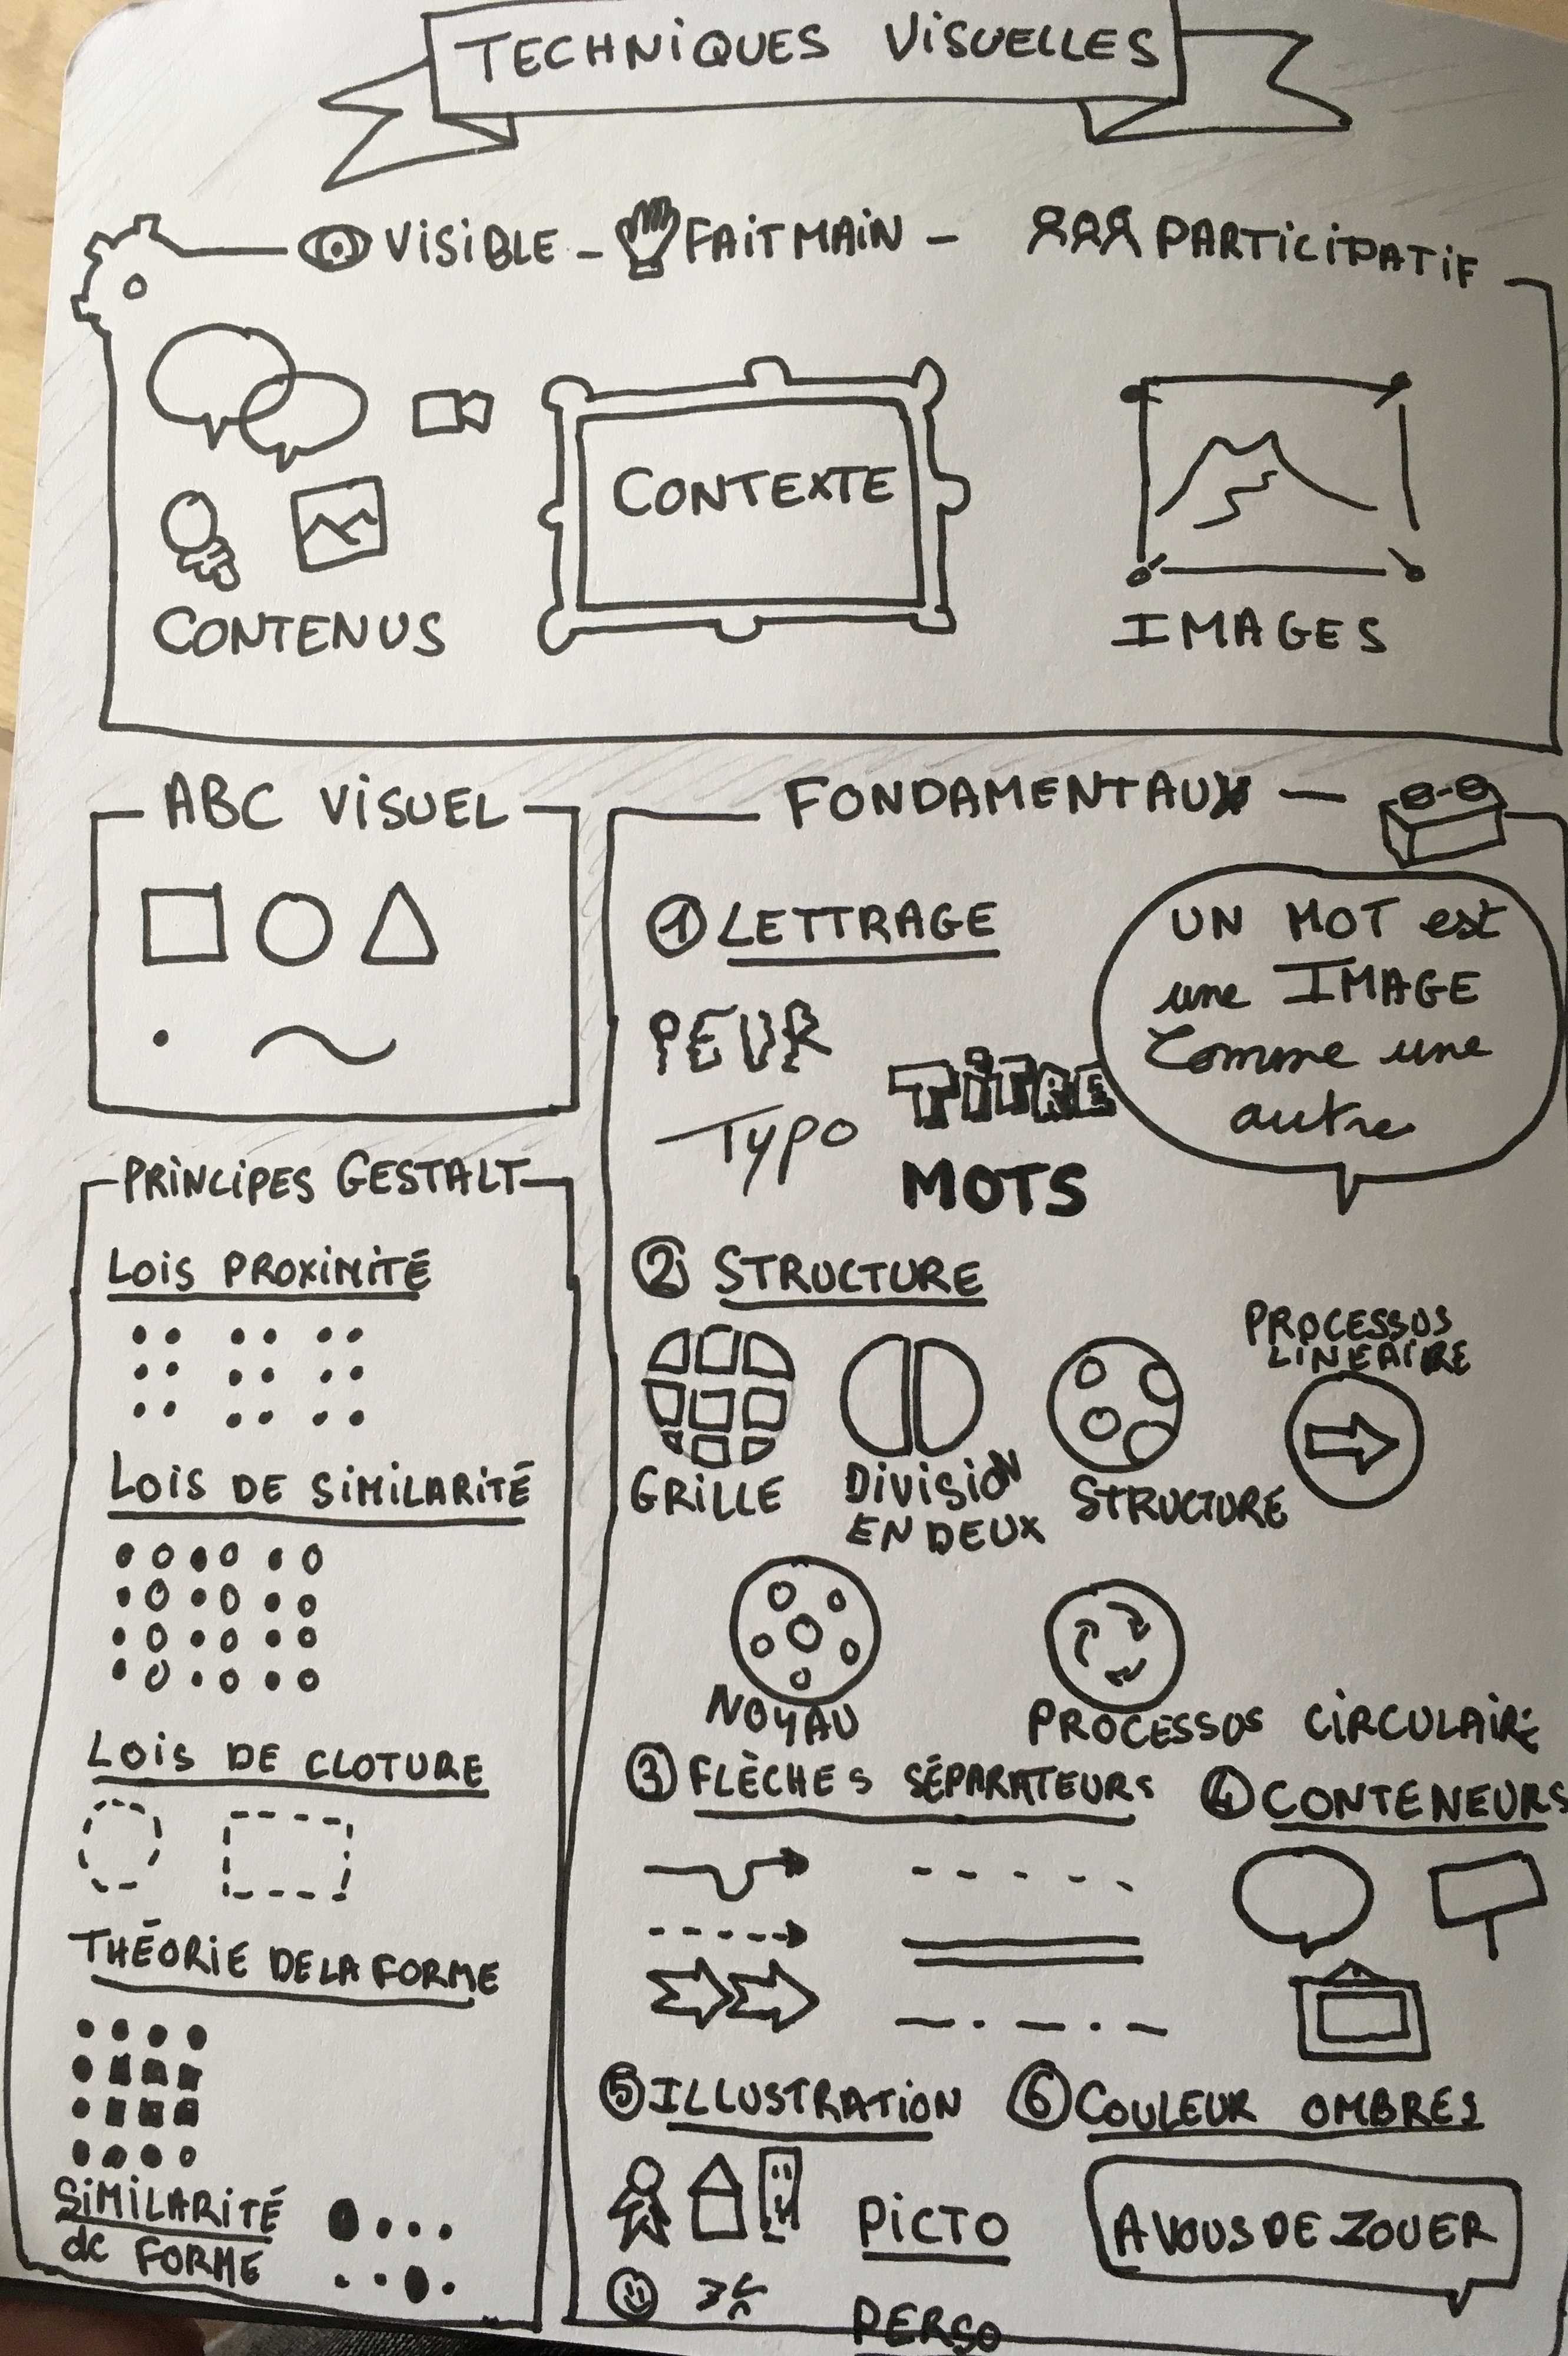 TECHNIQUES VISUELLES
VISIBLE - FAIT MAIN - PARTICIPATIF
CONTENUS
CONTEXTE
IMAGES
ABC VISUEL
PRINCIPES GESTALT
LOIS PROXIMITÉ
LOIS DE SIMILARITÉ
LOIS DE CLOTURE
THÉORIE DE LA FORME
SIMILARITÉ
de FORME
FONDAMENTAUX
1 LETTRAGE
PEUR
TITRE
Typo
MOTS
UN MOT est
une IMAGE
Comme une
autre
2 STRUCTURE
GRILLE
DIVISION
EN DEUX
STRUCTURE
PROCESSOS
LINEAIRE
NOYAU
PROCESSOS CIRCULAIRE
3 FLÈCHES SÉPARATEURS
4 CONTENEURS
5 ILLUSTRATION
PICTO
PERSO
6 COULEUR OMBRES
A VOUS DE ZOUER